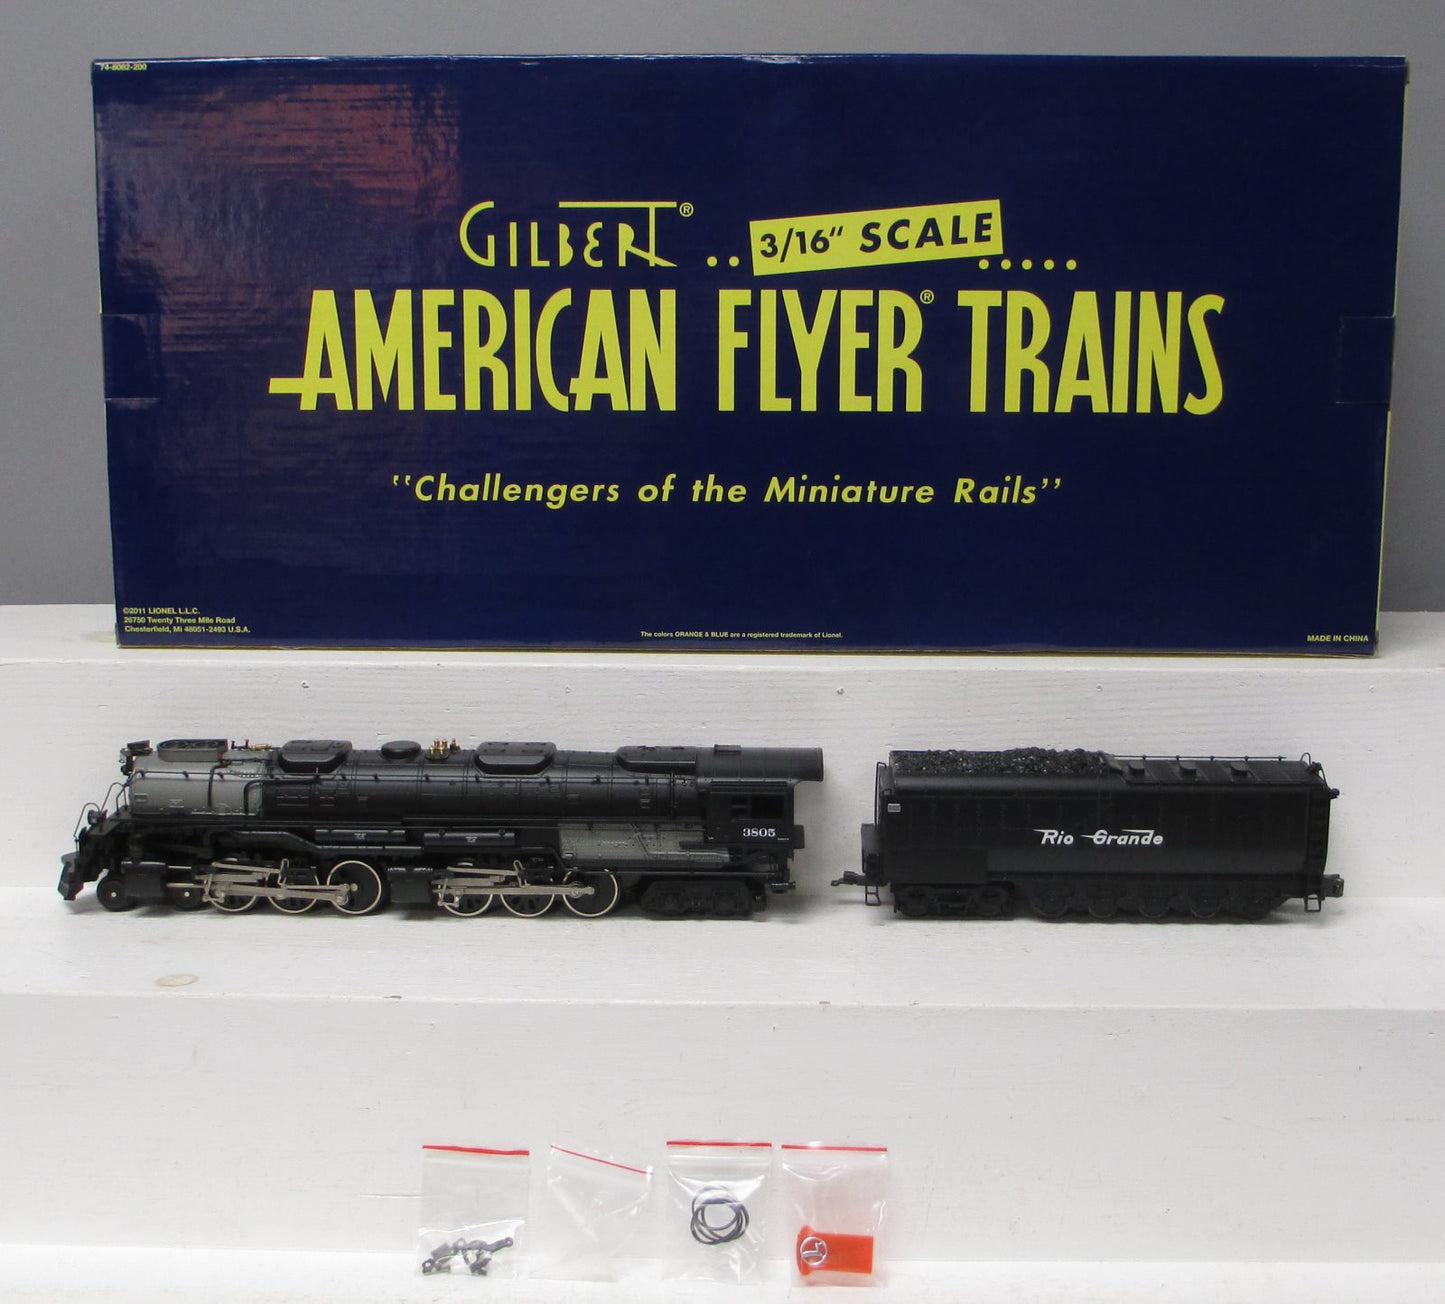 74-8082-200
GILBERT® ..3/16“ SCALE.....
AMERICAN FLYER® TRAINS
‘‘Challengers of the Miniature Rails’’
©2011 LIONEL L.L.C.
26750 Twenty Three Mile Road
Chesterfield, MI 48051-2493 U.S.A.
The colors ORANGE & BLUE are a registered trademark of Lionel.
MADE IN CHINA
3805
Rio Grande